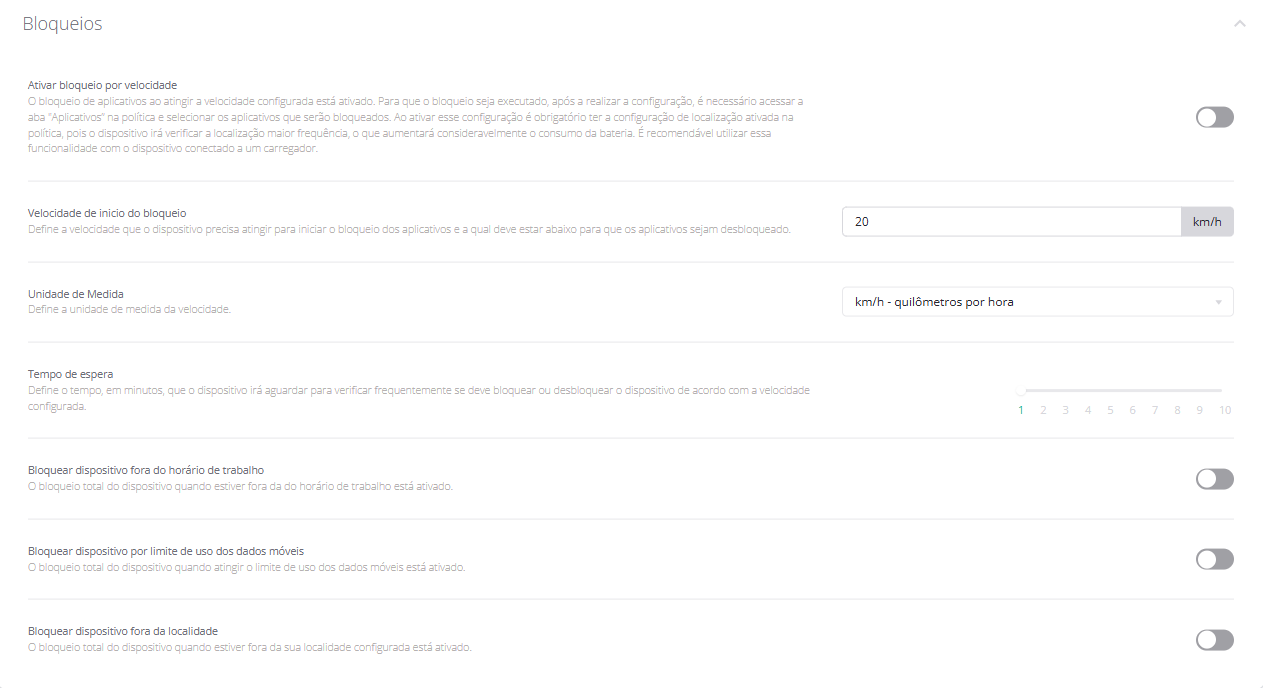 Bloqueios
Ativar bloqueio por velocidade
O bloqueio de aplicativos ao atingir a velocidade configurada está ativado. Para que o bloqueio seja executado, após a realizar a configuração, é necessário acessar a
aba "Aplicativos" na política e selecionar os aplicativos que serão bloqueados. Ao ativar esse configuração é obrigatório ter a configuração de localização ativada na
política, pois o dispositivo irá verificar a localização maior frequência, o que aumentará consideravelmente o consumo da bateria. É recomendável utilizar essa
funcionalidade com o dispositivo conectado a um carregador.
Velocidade de inicio do bloqueio
Define a velocidade que o dispositivo precisa atingir para iniciar o bloqueio dos aplicativos e a qual deve estar abaixo para que os aplicativos sejam desbloqueado.
20 km/h
Unidade de Medida
Define a unidade de medida da velocidade.
km/h - quilômetros por hora
Tempo de espera
Define o tempo, em minutos, que o dispositivo irá aguardar para verificar frequentemente se deve bloquear ou desbloquear o dispositivo de acordo com a velocidade
configurada.
1 2 3 4 5 6 7 8 9 10
Bloquear dispositivo fora do horário de trabalho
O bloqueio total do dispositivo quando estiver fora da do horário de trabalho está ativado.
Bloquear dispositivo por limite de uso dos dados móveis
O bloqueio total do dispositivo quando atingir o limite de uso dos dados móveis está ativado.
Bloquear dispositivo fora da localidade
O bloqueio total do dispositivo quando estiver fora da sua localidade configurada está ativado.